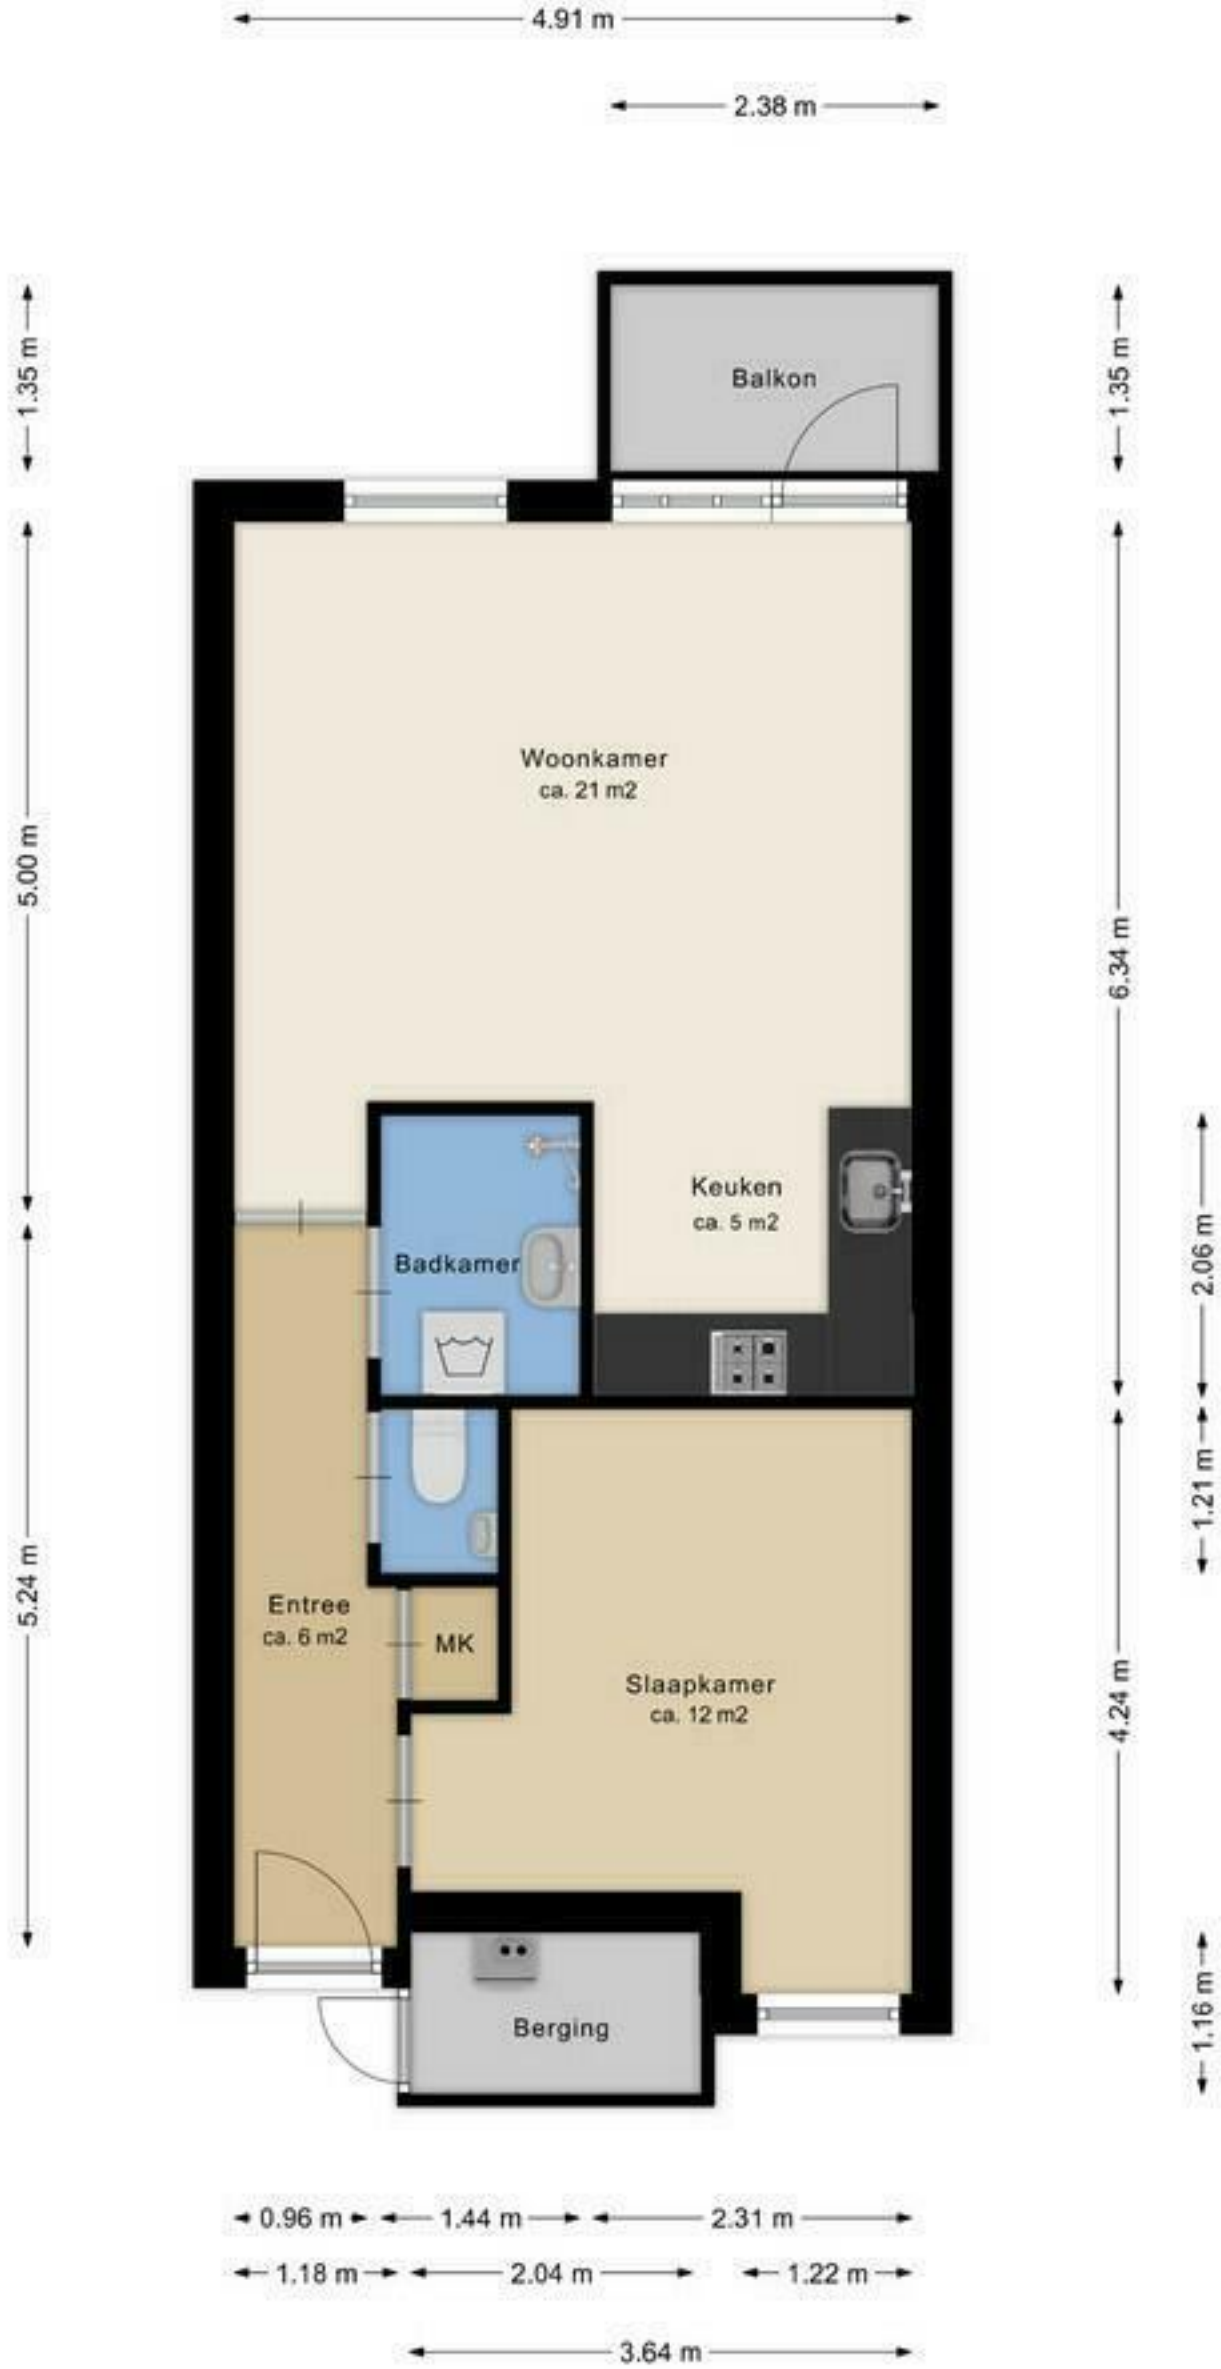 4.91 m
2.38 m
1.35 m
1.35 m
Balkon
Woonkamer
ca. 21 m2
5.00 m
6.34 m
Keuken
ca. 5 m2
Badkamer
2.06 m
1.21 m
Entree
ca. 6 m2
5.24 m
MK
Slaapkamer
ca. 12 m2
4.24 m
Berging
1.16 m
0.96 m
1.44 m
2.31 m
1.18 m
2.04 m
1.22 m
3.64 m